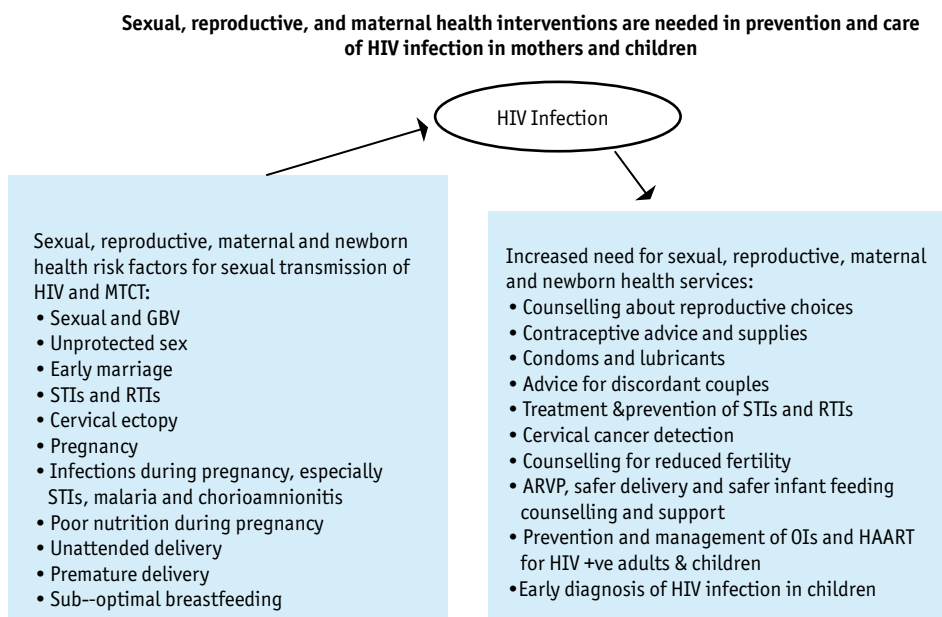 Sexual, reproductive, and maternal health interventions are needed in prevention and care
of HIV infection in mothers and children
HIV Infection
Sexual, reproductive, maternal and newborn
health risk factors for sexual transmission of
HIV and MTCT:
• Sexual and GBV
• Unprotected sex
• Early marriage
• STIs and RTIs
• Cervical ectopy
• Pregnancy
• Infections during pregnancy, especially
STIs, malaria and chorioamnionitis
• Poor nutrition during pregnancy
• Unattended delivery
• Premature delivery
• Sub--optimal breastfeeding
Increased need for sexual, reproductive, maternal
and newborn health services:
• Counselling about reproductive choices
• Contraceptive advice and supplies
• Condoms and lubricants
• Advice for discordant couples
• Treatment &prevention of STIs and RTIs
• Cervical cancer detection
• Counselling for reduced fertility
• ARVP, safer delivery and safer infant feeding
counselling and support
• Prevention and management of OIs and HAART
for HIV +ve adults & children
•Early diagnosis of HIV infection in children